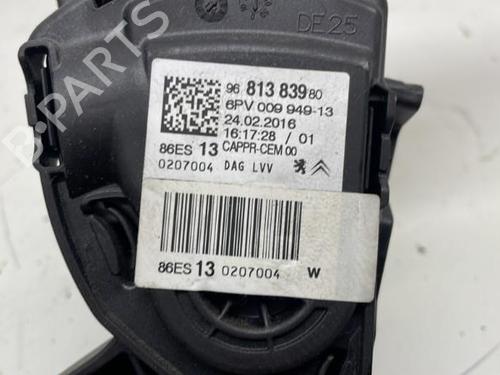 B-PARTS
DE25
96 813 839 80
6PV 009 949-13
24.02.2016
16:17:28 / 01
86ES 13 CAPPR-CEM 00
0207004 DAG LVV
86ES 13 0207004 W